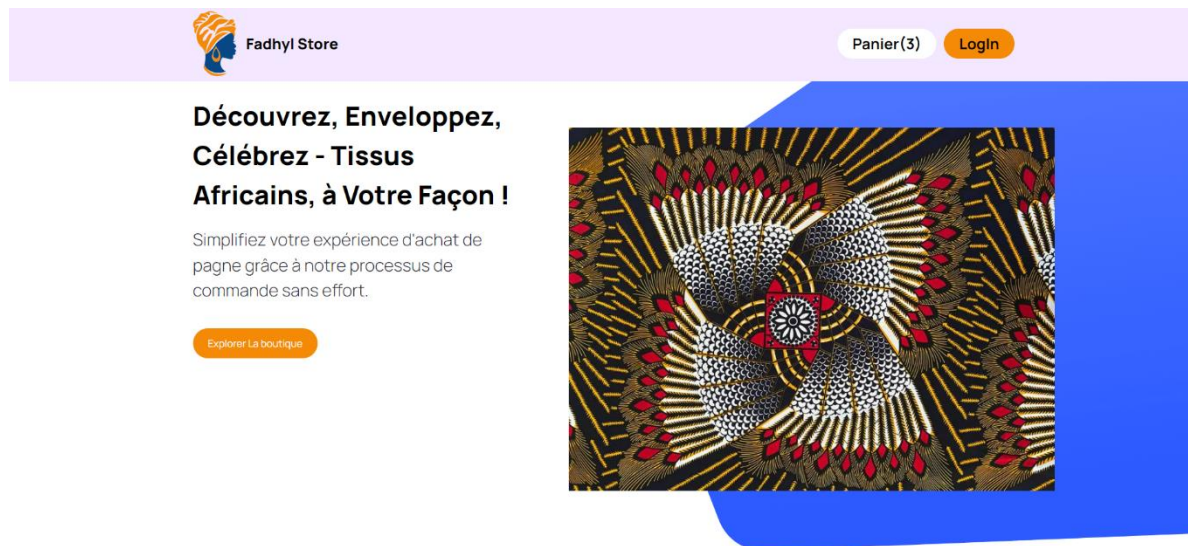 Fadhyl Store
Panier(3)
LogIn
Découvrez, Enveloppez,
Célébrez - Tissus
Africains, à Votre Façon !
Simplifiez votre expérience d'achat de
pagne grâce à notre processus de
commande sans effort.
Explorer La boutique